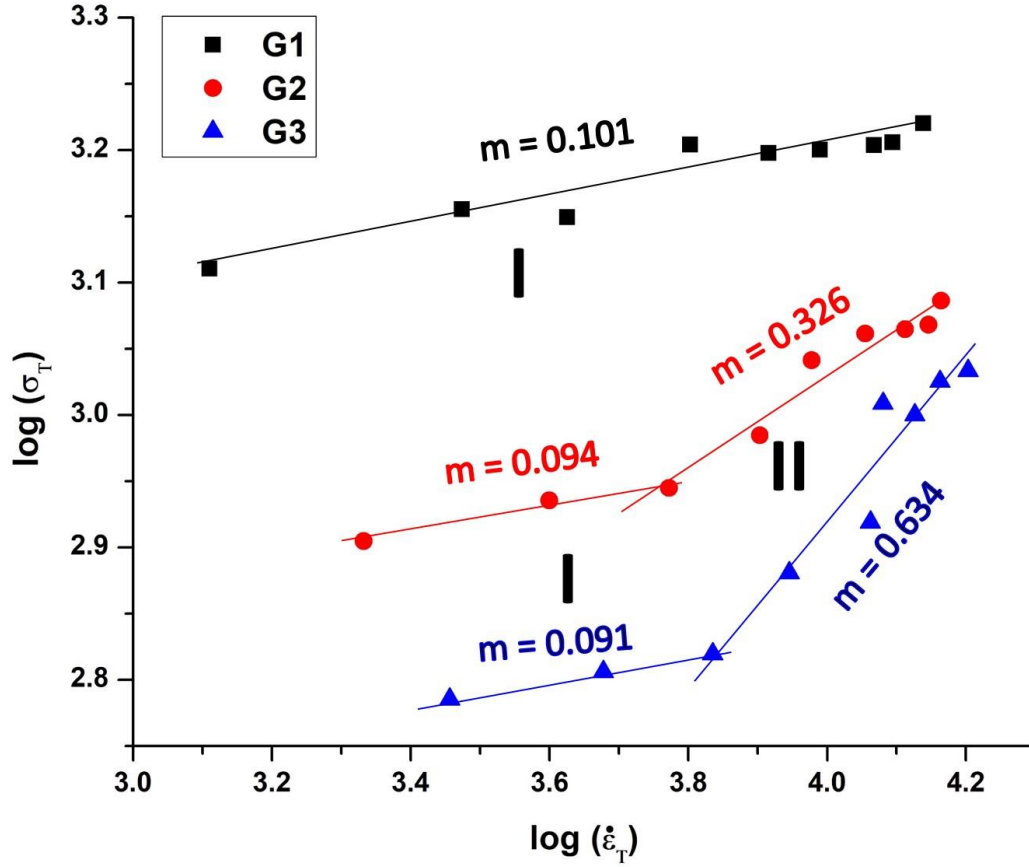 G1
G2
G3
3.3
3.2
3.1
3.0
2.9
2.8
log (σT)
m = 0.101
I
m = 0.326
m = 0.094
II
m = 0.634
I
m = 0.091
3.0 3.2 3.4 3.6 3.8 4.0 4.2
log (ε̇T)